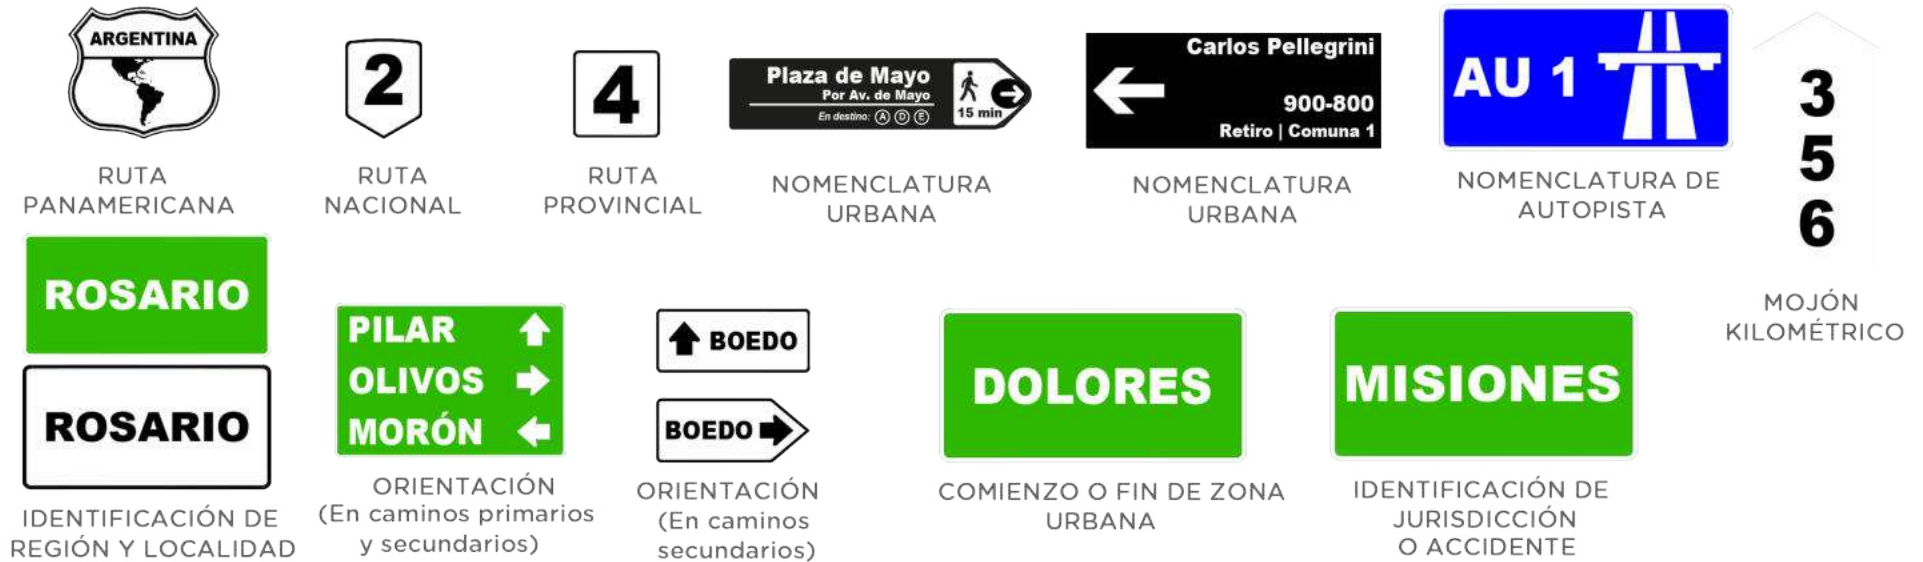 ARGENTINA
RUTA
PANAMERICANA
2
RUTA
NACIONAL
4
RUTA
PROVINCIAL
Plaza de Mayo
Por Av. de Mayo
En destino: A D E
15 min
NOMENCLATURA
URBANA
Carlos Pellegrini
900-800
Retiro | Comuna 1
NOMENCLATURA
URBANA
AU 1
NOMENCLATURA DE
AUTOPISTA
3
5
6
MOJÓN
KILOMÉTRICO
ROSARIO
ROSARIO
IDENTIFICACIÓN DE
REGIÓN Y LOCALIDAD
PILAR
OLIVOS
MORÓN
ORIENTACIÓN
(En caminos primarios
y secundarios)
BOEDO
BOEDO
ORIENTACIÓN
(En caminos
secundarios)
DOLORES
COMIENZO O FIN DE ZONA
URBANA
MISIONES
IDENTIFICACIÓN DE
JURISDICCIÓN
O ACCIDENTE